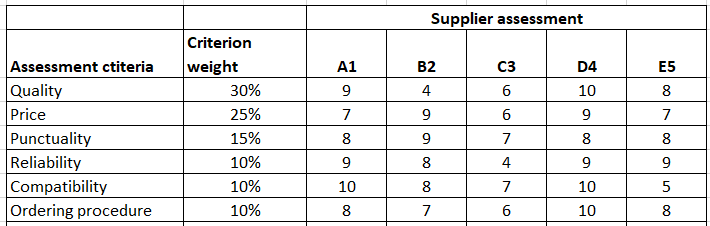 Supplier assessment
Criterion
Assessment ctiteria weight A1 B2 C3 D4 E5
Quality 30% 9 4 6 10 8
Price 25% 7 9 6 9 7
Punctuality 15% 8 9 7 8 8
Reliability 10% 9 8 4 9 9
Compatibility 10% 10 8 7 10 5
Ordering procedure 10% 8 7 6 10 8